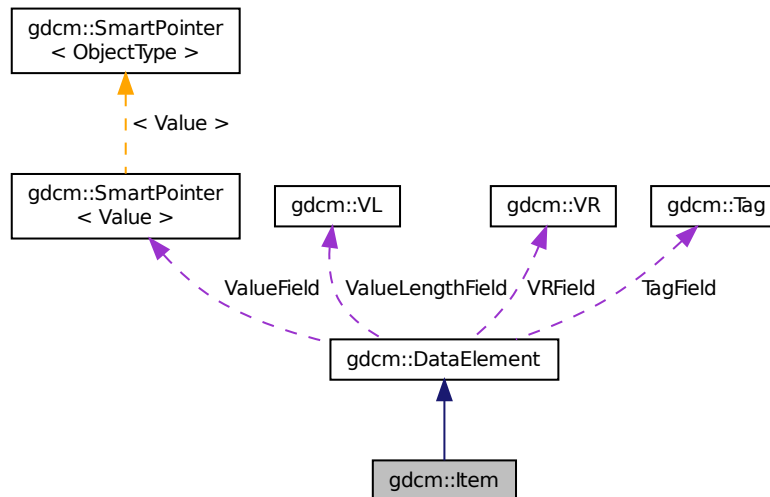 gdcm::SmartPointer
< ObjectType >
< Value >
gdcm::SmartPointer
< Value >
gdcm::VL
gdcm::VR
gdcm::Tag
ValueField
ValueLengthField
VRField
TagField
gdcm::DataElement
gdcm::Item